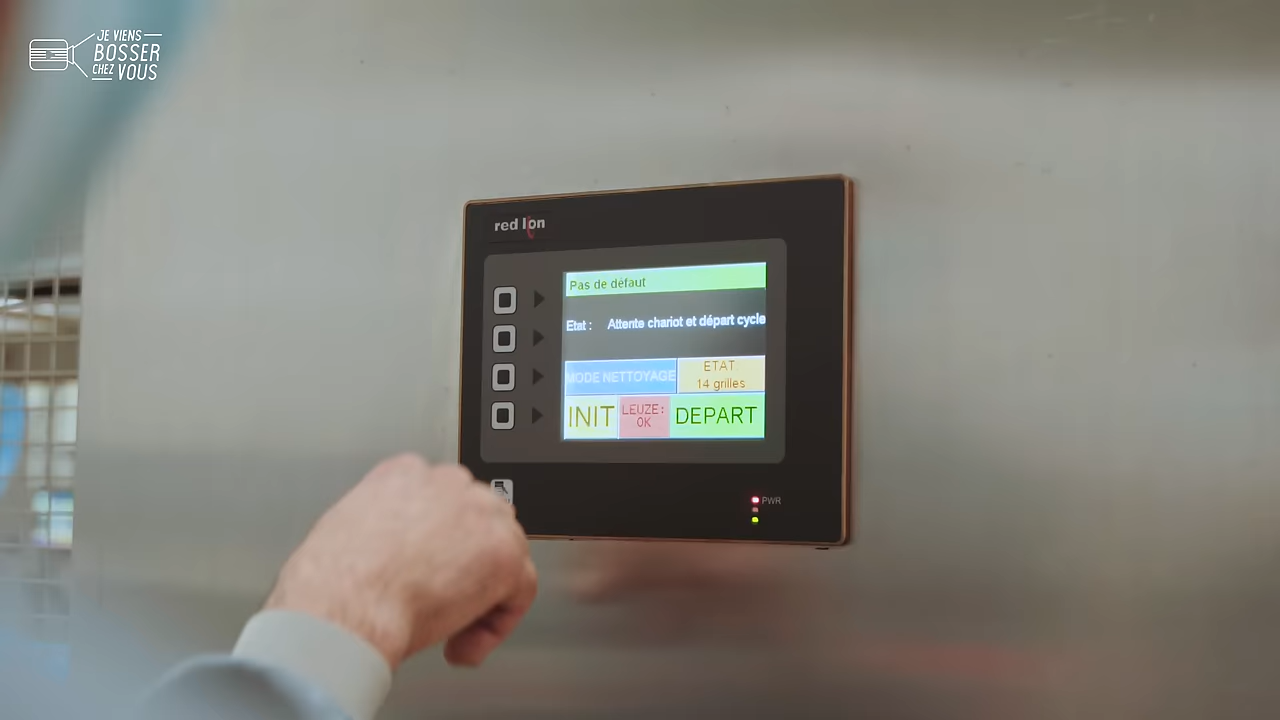 JE VIENS
BOSSER
CHEZ VOUS
red lion
Pas de défaut
Etat : Attente chariot et départ cycle
MODE NETTOYAGE
ETAT
14 grilles
INIT
LEUZE:
OK
DEPART
PWR